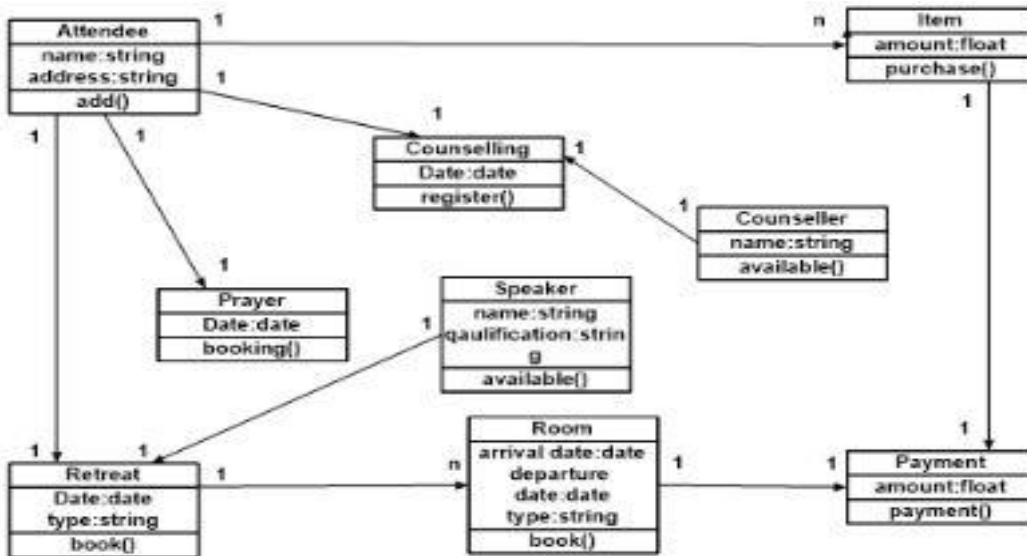 Attendee
name:string
address:string
add()
1
n
Item
amount:float
purchase()
1
1
1
1
1
Counselling
Date:date
register()
1
1
Counseller
name:string
available()
1
Prayer
Date:date
booking()
Speaker
name:string
qaulification:strin
g
available()
1
1
1
Retreat
Date:date
type:string
book()
1
n
Room
arrival date:date
departure
date:date
type:string
book()
1
1
1
Payment
amount:float
payment()